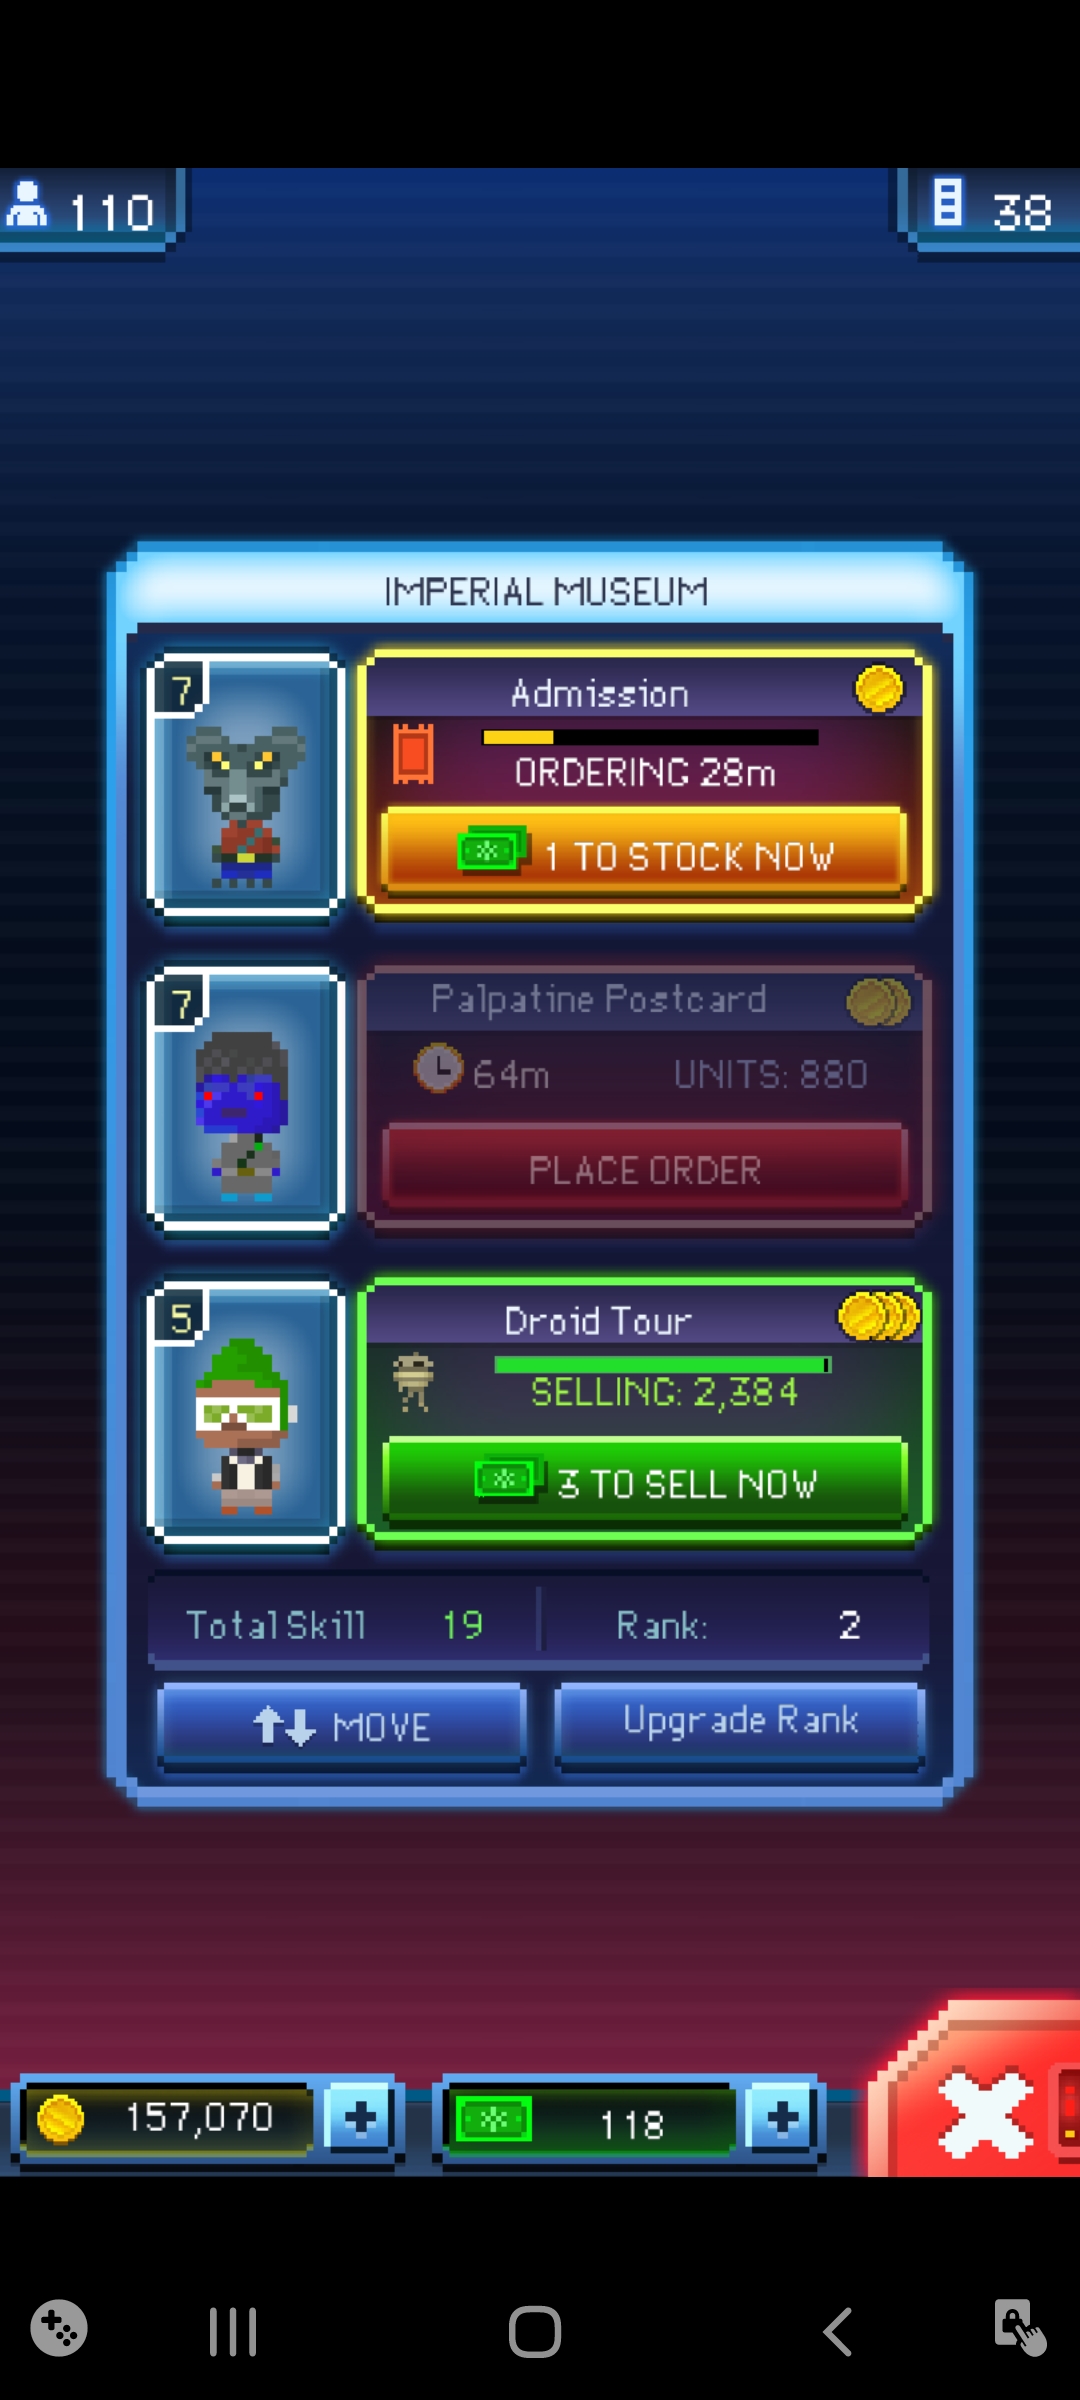 110
38
IMPERIAL MUSEUM
7
Admission
ORDERING 28m
1 TO STOCK NOW
7
Palpatine Postcard
64m UNITS: 880
PLACE ORDER
5
Droid Tour
SELLING: 2,384
3 TO SELL NOW
Total Skill 19 Rank: 2
MOVE Upgrade Rank
157,070 118